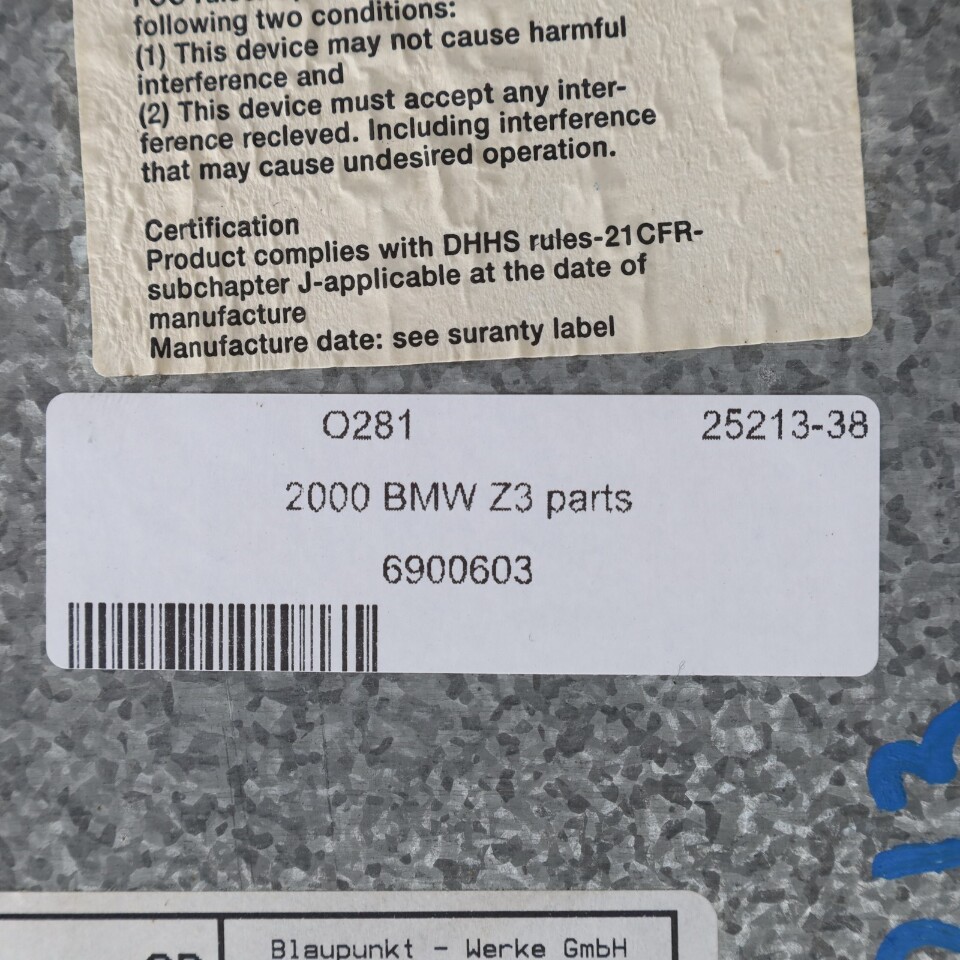 following two conditions:
(1) This device may not cause harmful
interference and
(2) This device must accept any inter-
ference recieved. Including interference
that may cause undesired operation.
Certification
Product complies with DHHS rules-21CFR-
subchapter J-applicable at the date of
manufacture
Manufacture date: see suranty label
O281 25213-38
2000 BMW Z3 parts
6900603
Blaupunkt - Werke GmbH